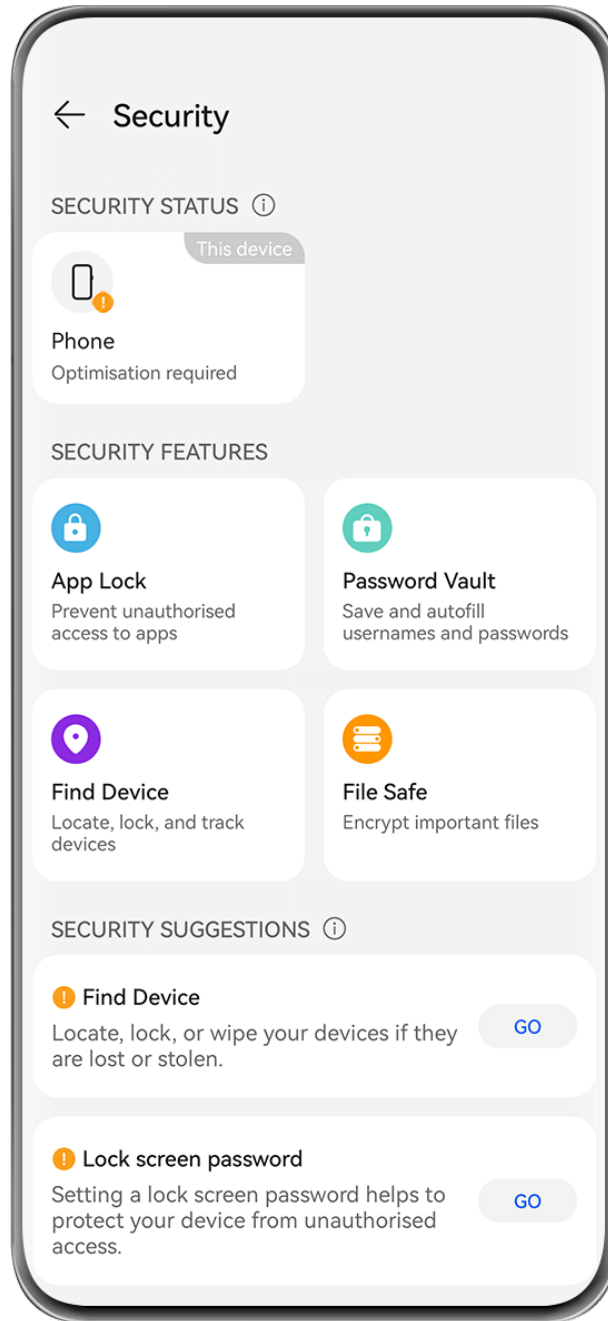 Security
SECURITY STATUS
This device
Phone
Optimisation required
SECURITY FEATURES
App Lock
Prevent unauthorised
access to apps
Password Vault
Save and autofill
usernames and passwords
Find Device
Locate, lock, and track
devices
File Safe
Encrypt important files
SECURITY SUGGESTIONS
Find Device
Locate, lock, or wipe your devices if they
are lost or stolen.
GO
Lock screen password
Setting a lock screen password helps to
protect your device from unauthorised
access.
GO